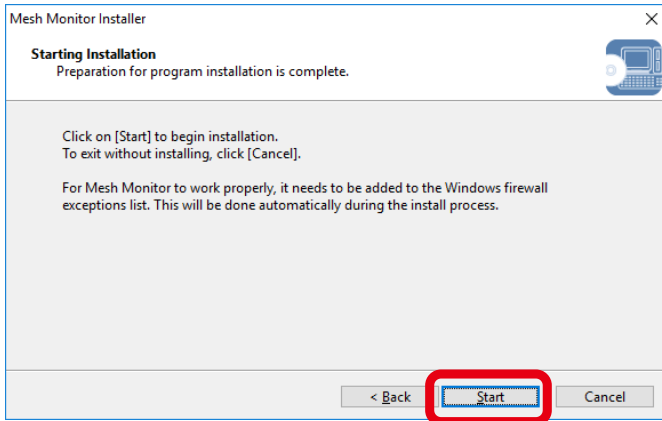 Mesh Monitor Installer
Starting Installation
Preparation for program installation is complete.
Click on [Start] to begin installation.
To exit without installing, click [Cancel].
For Mesh Monitor to work properly, it needs to be added to the Windows firewall
exceptions list. This will be done automatically during the install process.
< Back
Start
Cancel